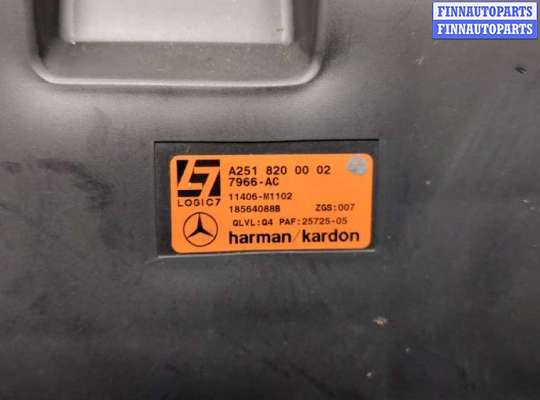 FINNAUTOPARTS
FINNAUTOPARTS
A251 820 00 02
7966-AC
LOGIC7
11406-M1102
18564088B ZGS:007
QLVL:G4 PAF:25725-05
harman/kardon